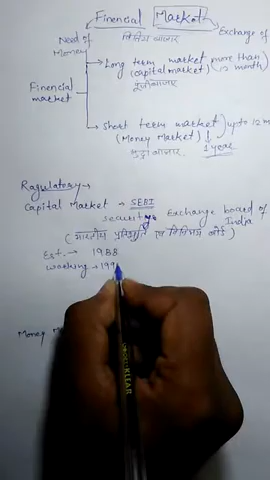 Financial Market
Need of Money
वित्तिय बाजार
Exchange of
Long term market more than
(capital market) 12 month)
पूंजीबाजार
Financial market
Short term market upto 12 m
(Money Market) 1 year
मुद्रा बाजार
Ragulatory
Capital Market → SEBI
Security Exchange board of India
(भारतीय प्रतिभूति एवं विनिमय बोर्ड)
Est. → 1988
Working → 199
Money M